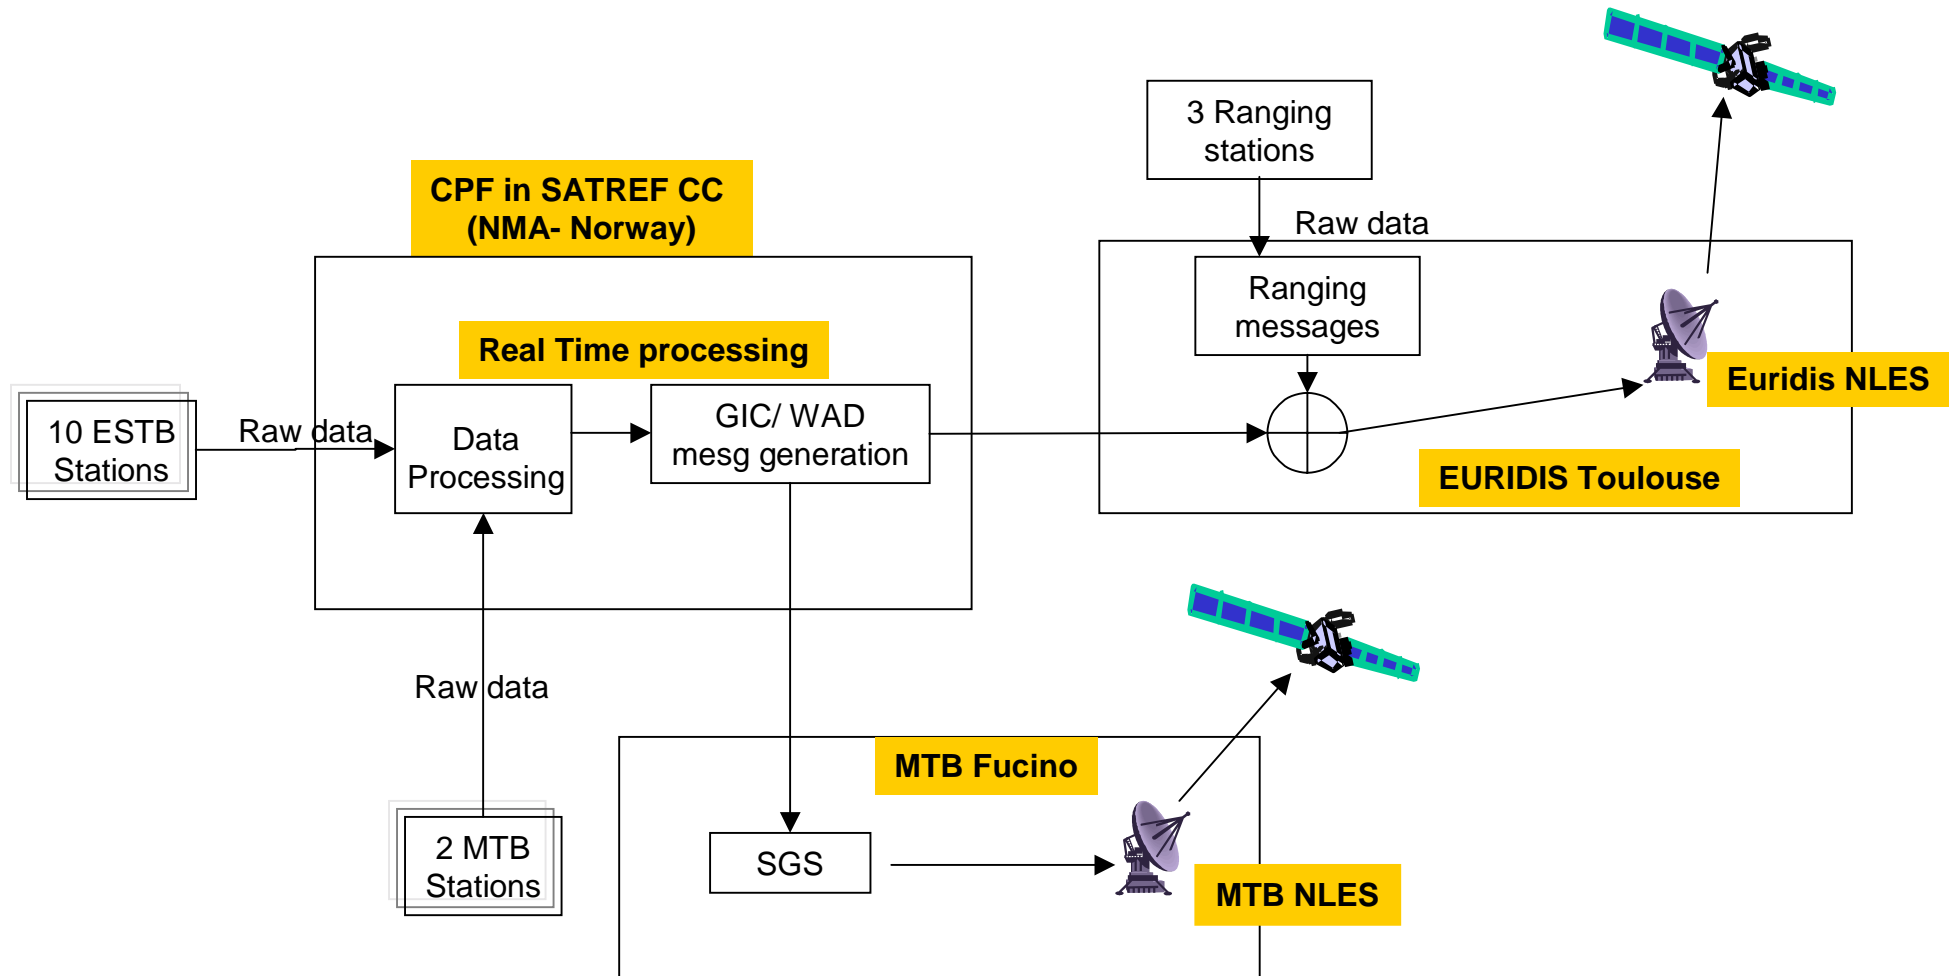 3 Ranging
stations
CPF in SATREF CC
(NMA- Norway)
Raw data
Ranging
messages
Real Time processing
Euridis NLES
10 ESTB
Stations
Raw data
Data
Processing
GIC/ WAD
mesg generation
EURIDIS Toulouse
Raw data
MTB Fucino
2 MTB
Stations
SGS
MTB NLES